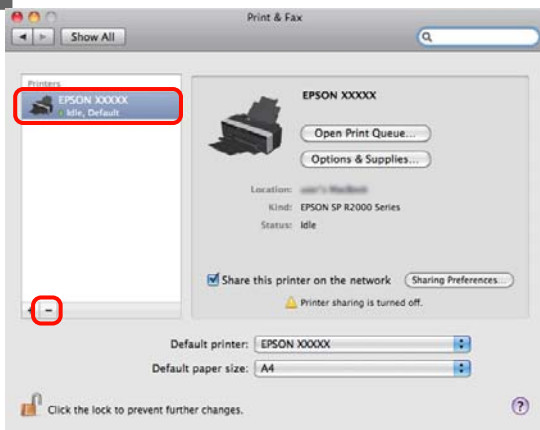 Print & Fax
Show All
Printers
EPSON XXXXX
Idle, Default
EPSON XXXXX
Open Print Queue...
Options & Supplies...
Location:
Kind: EPSON SP R2000 Series
Status: Idle
Share this printer on the network
Sharing Preferences...
Printer sharing is turned off.
+ −
Default printer: EPSON XXXXX
Default paper size: A4
Click the lock to prevent further changes.
?